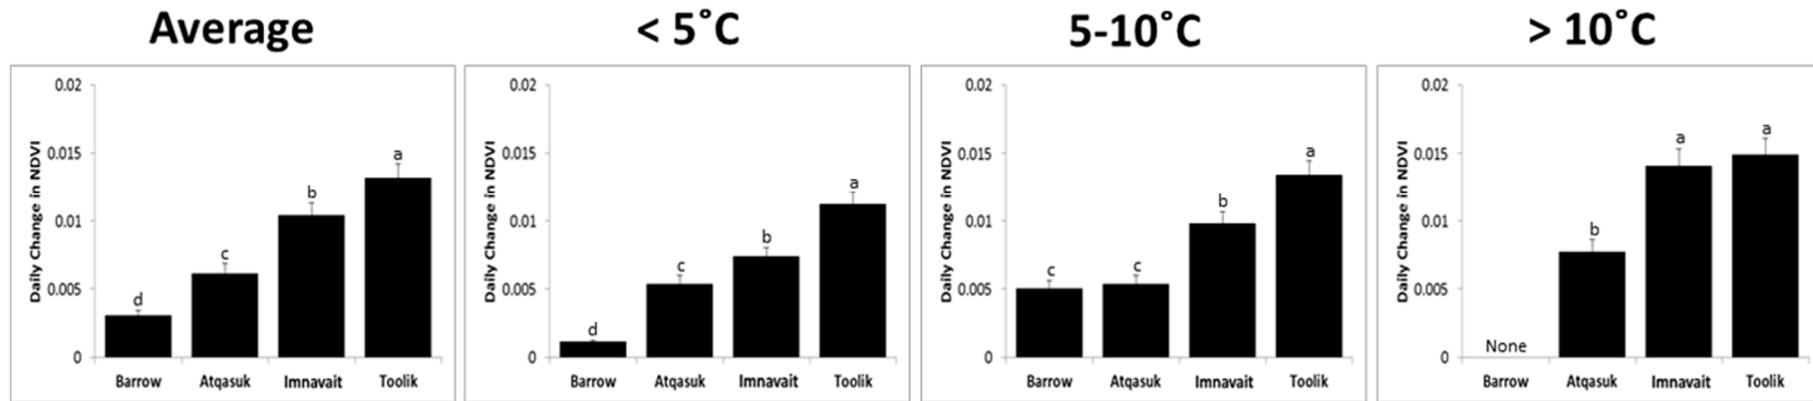 Average
< 5˚C
5-10˚C
> 10˚C
Daily Change in NDVI
0.02
0.015
0.01
0.005
0
d
c
b
a
Barrow Atqasuk Imnavait Toolik
Daily Change in NDVI
0.02
0.015
0.01
0.005
0
d
c
b
a
Barrow Atqasuk Imnavait Toolik
Daily Change in NDVI
0.02
0.015
0.01
0.005
0
c
c
b
a
Barrow Atqasuk Imnavait Toolik
Daily Change in NDVI
0.02
0.015
0.01
0.005
0
None
b
a
a
Barrow Atqasuk Imnavait Toolik